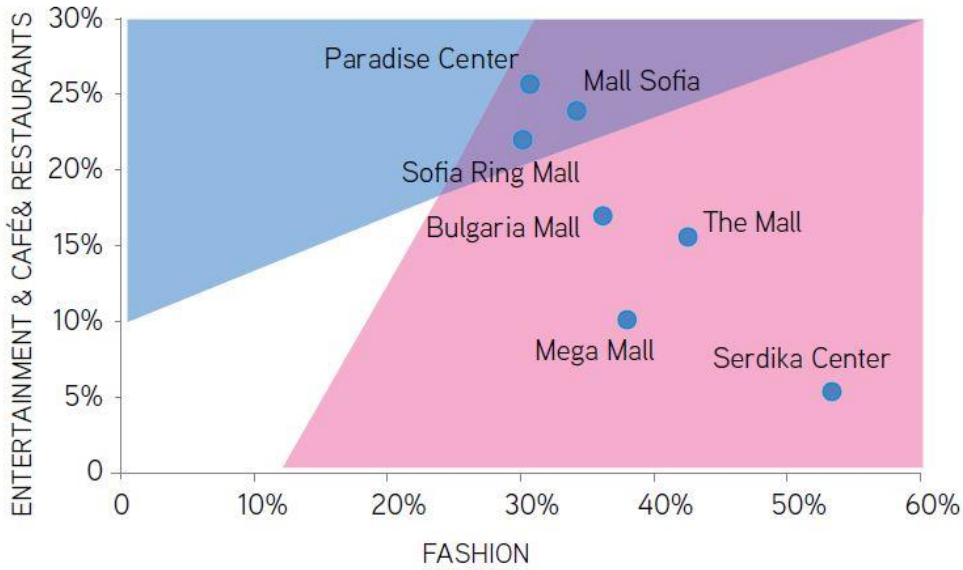 ENTERTAINMENT & CAFÉ& RESTAURANTS
30%
25%
20%
15%
10%
5%
0
Paradise Center
Mall Sofia
Sofia Ring Mall
Bulgaria Mall
The Mall
Mega Mall
Serdika Center
0
10%
20%
30%
40%
50%
60%
FASHION